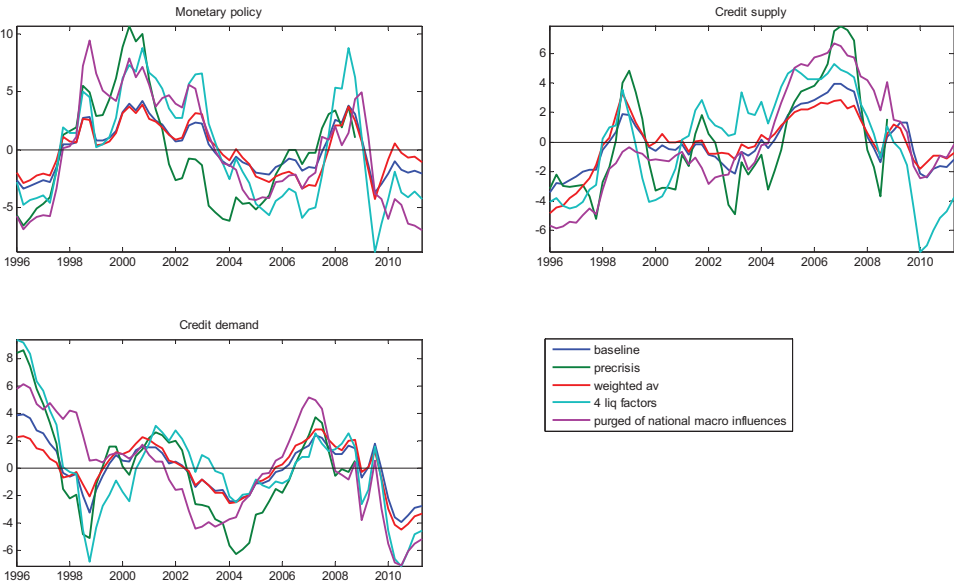 Monetary policy
10
5
0
-5
1996 1998 2000 2002 2004 2006 2008 2010
Credit supply
6
4
2
0
-2
-4
-6
1996 1998 2000 2002 2004 2006 2008 2010
Credit demand
8
6
4
2
0
-2
-4
-6
1996 1998 2000 2002 2004 2006 2008 2010
baseline
precrisis
weighted av
4 liq factors
purged of national macro influences